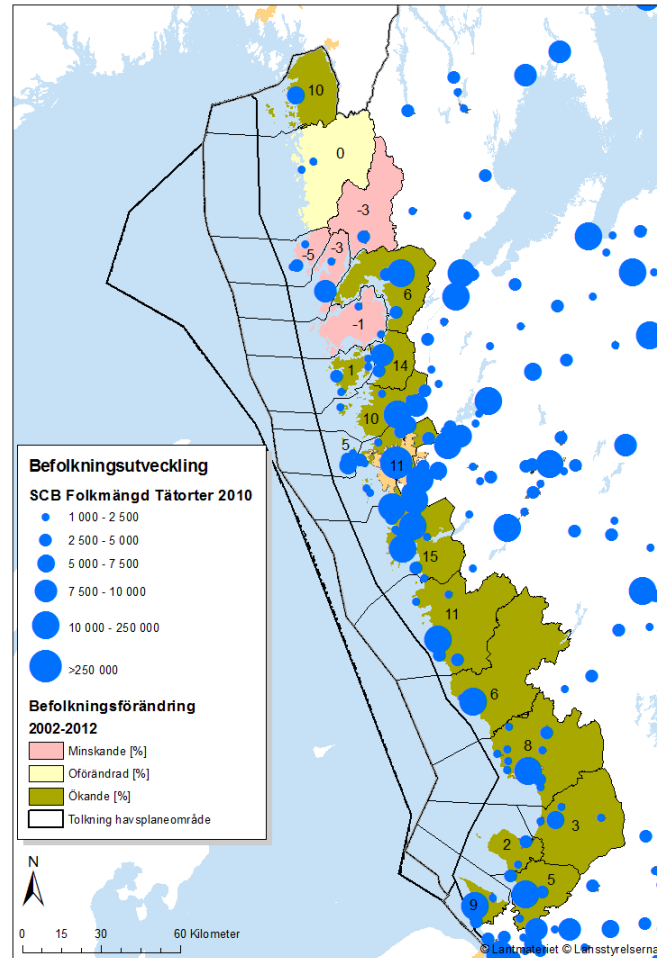 10
0
-3
-5
-3
6
-1
14
1
10
5
11
15
11
6
8
3
2
5
9
Befolkningsutveckling
SCB Folkmängd Tätorter 2010
1 000 - 2 500
2 500 - 5 000
5 000 - 7 500
7 500 - 10 000
10 000 - 250 000
>250 000
Befolkningsförändring
2002-2012
Minskande [%]
Oförändrad [%]
Ökande [%]
Tolkning havsplaneområde
N
0 15 30 60 Kilometer
© Lantmäteriet © Länsstyrelserna